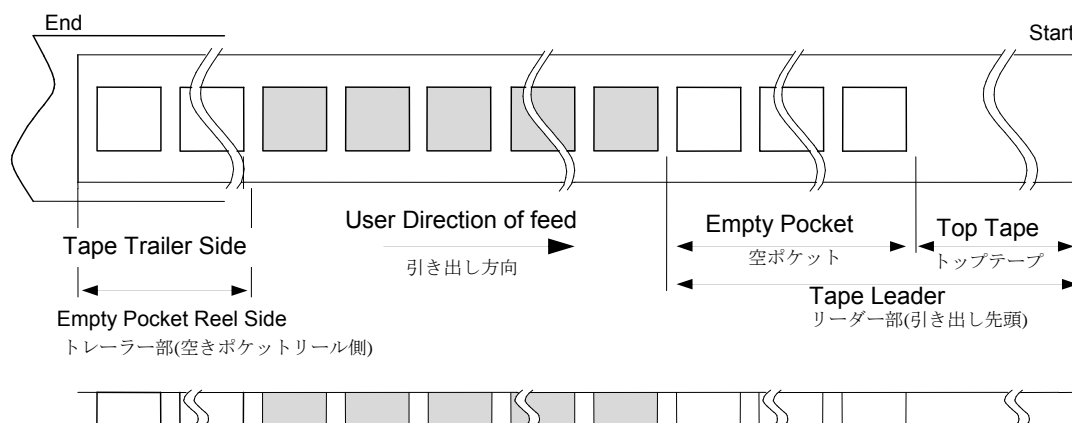 End
Start
User Direction of feed
引き出し方向
Empty Pocket
空ポケット
Top Tape
トップテープ
Tape Trailer Side
Tape Leader
リーダー部(引き出し先頭)
Empty Pocket Reel Side
トレーラー部(空きポケットリール側)